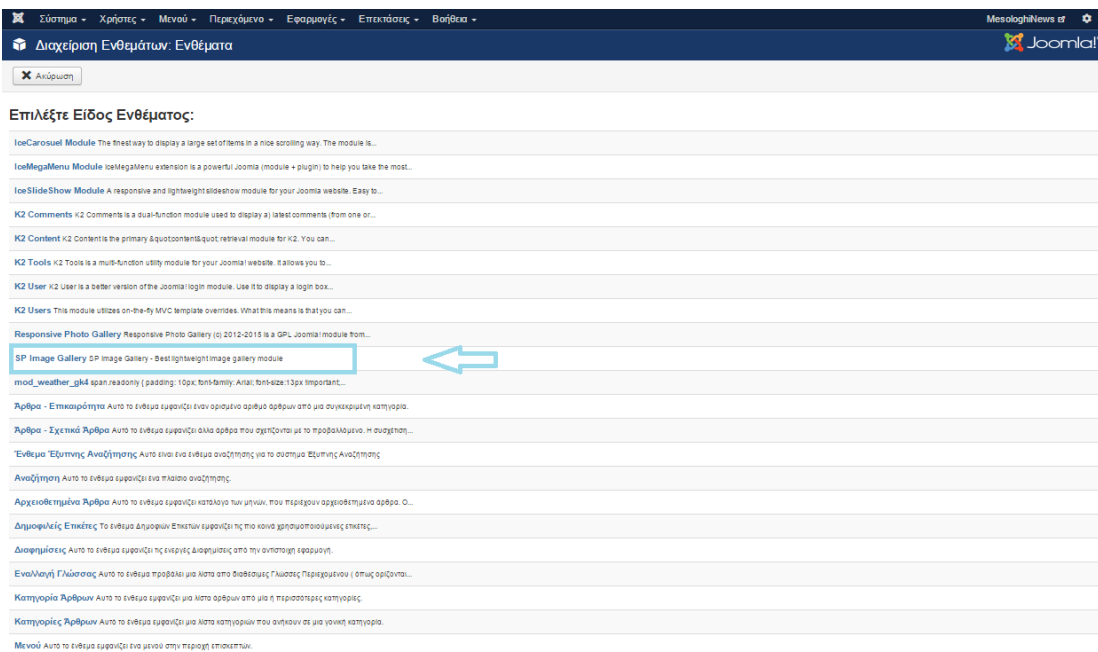 Σύστημα Χρήστες Μενού Περιεχόμενο Εφαρμογές Επεκτάσεις Βοήθεια MesologhiNews
Διαχείριση Ενθεμάτων: Ενθέματα Joomla!
Ακύρωση
Επιλέξτε Είδος Ενθέματος:
IceCarosuel Module The finest way to display a large set of items in a nice scrolling way. The module is...
IceMegaMenu Module IceMegaMenu extension is a powerful Joomla (module + plugin) to help you take the most...
IceSlideShow Module A responsive and lightweight slideshow module for your Joomla website. Easy to...
K2 Comments K2 Comments is a dual-function module used to display a) latest comments (from one or...
K2 Content K2 Content is the primary &quot;content&quot; retrieval module for K2. You can...
K2 Tools K2 Tools is a multi-function utility module for your Joomla! website. It allows you to...
K2 User K2 User is a better version of the Joomla! login module. Use it to display a login box...
K2 Users This module utilizes on-the-fly MVC template overrides. What this means is that you can...
Responsive Photo Gallery Responsive Photo Gallery (c) 2012-2015 is a GPL Joomla! module from...
SP Image Gallery SP Image Gallery - Best lightweight image gallery module
mod_weather_gk4 span.readonly { padding: 10px; font-family: Arial; font-size:13px !important;...
Άρθρα - Επικαιρότητα Αυτό το ένθεμα εμφανίζει έναν ορισμένο αριθμό άρθρων από μια συγκεκριμένη κατηγορία.
Άρθρα - Σχετικά Άρθρα Αυτό το ένθεμα εμφανίζει άλλα άρθρα που σχετίζονται με το προβαλλόμενο. Η συσχέτιση...
Ένθεμα Έξυπνης Αναζήτησης Αυτό είναι ένα ένθεμα αναζήτησης για το σύστημα Έξυπνης Αναζήτησης
Αναζήτηση Αυτό το ένθεμα εμφανίζει ένα πλαίσιο αναζήτησης.
Αρχειοθετημένα Άρθρα Αυτό το ένθεμα εμφανίζει κατάλογο των μηνών, που περιέχουν αρχειοθετημένα άρθρα. Ο...
Δημοφιλείς Ετικέτες Το ένθεμα Δημοφιών Ετικετών εμφανίζει τις πιο κοινά χρησιμοποιούμενες ετικέτες,...
Διαφημίσεις Αυτό το ένθεμα εμφανίζει τις ενεργές Διαφημίσεις από την αντίστοιχη εφαρμογή.
Εναλλαγή Γλώσσας Αυτό το ένθεμα προβάλει μια λίστα απο διαθέσιμες Γλώσσες Περιεχομένου ( όπως ορίζονται...
Κατηγορία Άρθρων Αυτό το ένθεμα εμφανίζει μια λίστα άρθρων από μία ή περισσότερες κατηγορίες.
Κατηγορίες Άρθρων Αυτό το ένθεμα εμφανίζει μια λίστα κατηγοριών που ανήκουν σε μια γονική κατηγορία.
Μενού Αυτό το ένθεμα εμφανίζει ένα μενού στην περιοχή επισκεπτών.